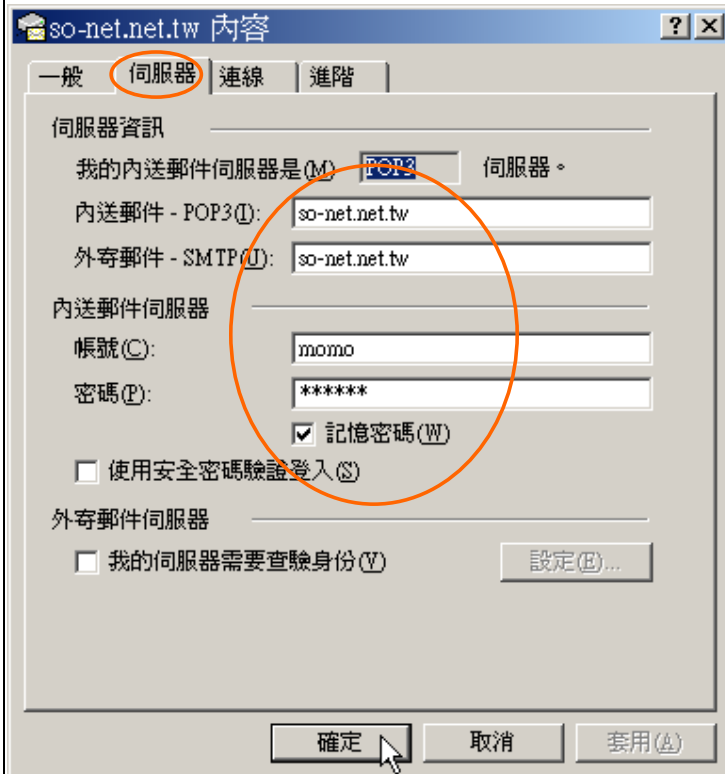 so-net.net.tw 內容
一般 伺服器 連線 進階
伺服器資訊
我的內送郵件伺服器是(M) POP3 伺服器。
內送郵件 - POP3(I): so-net.net.tw
外寄郵件 - SMTP(U): so-net.net.tw
內送郵件伺服器
帳號(C): momo
密碼(P): ******
記憶密碼(W)
使用安全密碼驗證登入(S)
外寄郵件伺服器
我的伺服器需要查驗身份(V) 設定(E)...
確定 取消 套用(A)